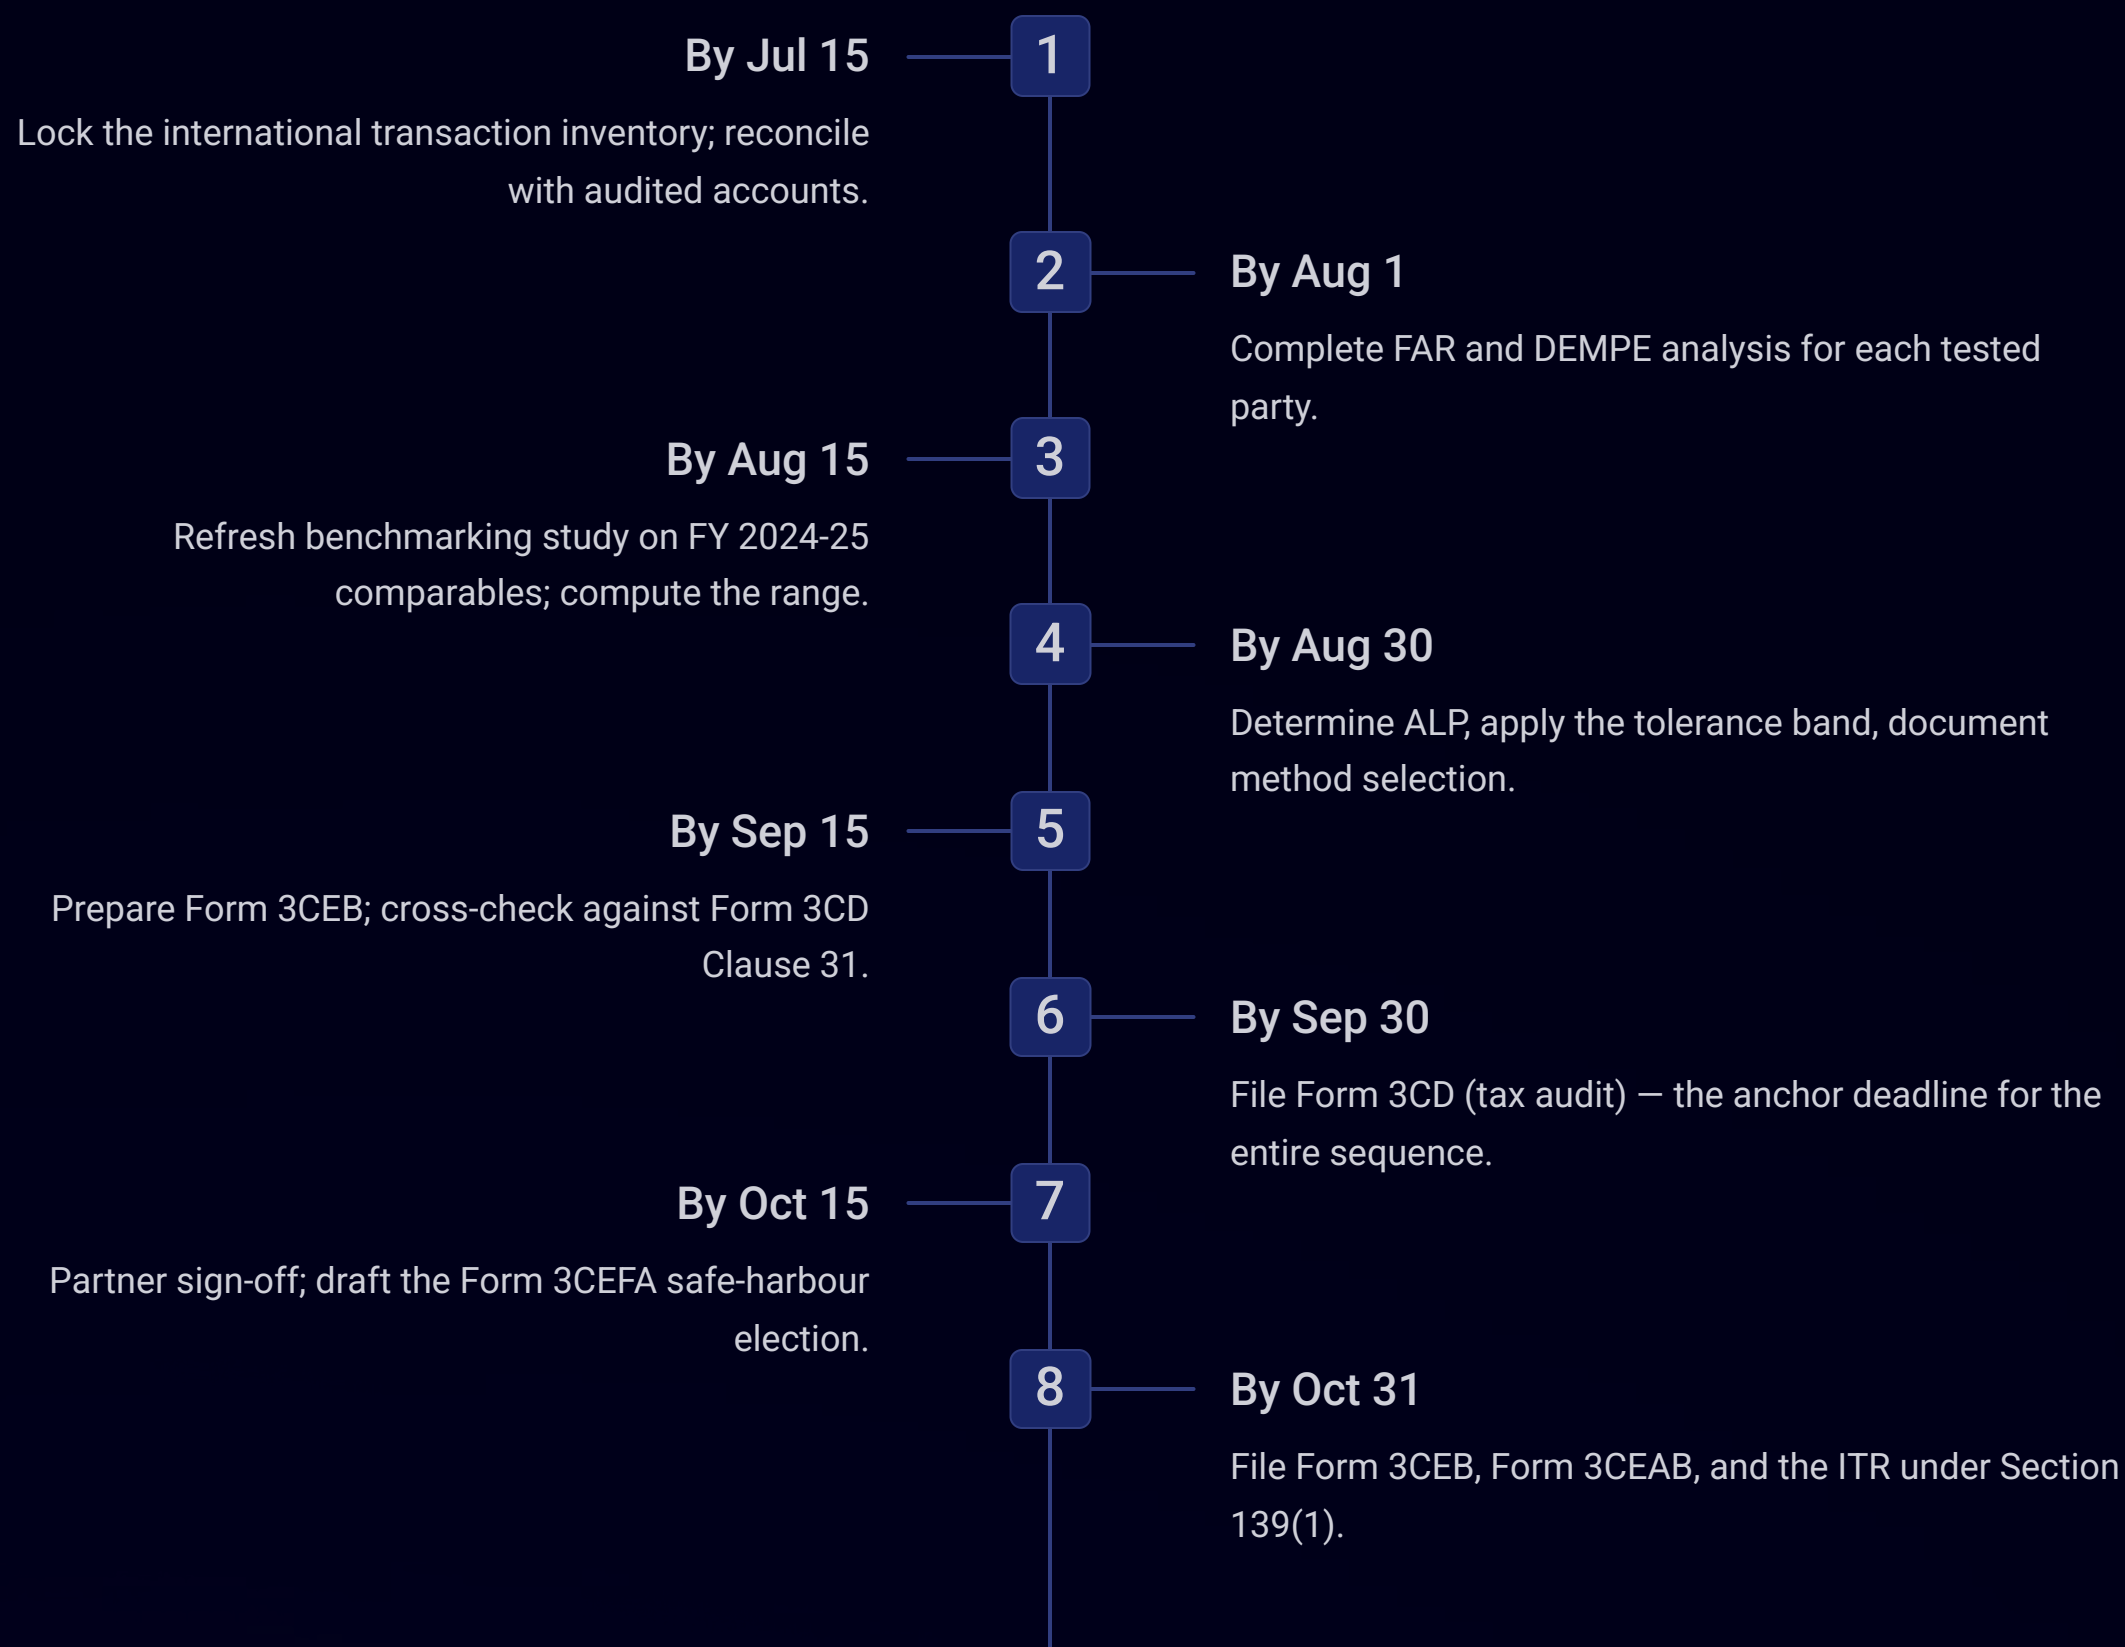 By Jul 15
1
Lock the international transaction inventory; reconcile
with audited accounts.
2
By Aug 1
Complete FAR and DEMPE analysis for each tested
party.
By Aug 15
3
Refresh benchmarking study on FY 2024-25
comparables; compute the range.
4
By Aug 30
Determine ALP, apply the tolerance band, document
method selection.
By Sep 15
5
Prepare Form 3CEB; cross-check against Form 3CD
Clause 31.
6
By Sep 30
File Form 3CD (tax audit) — the anchor deadline for the
entire sequence.
By Oct 15
7
Partner sign-off; draft the Form 3CEFA safe-harbour
election.
8
By Oct 31
File Form 3CEB, Form 3CEAB, and the ITR under Section
139(1).